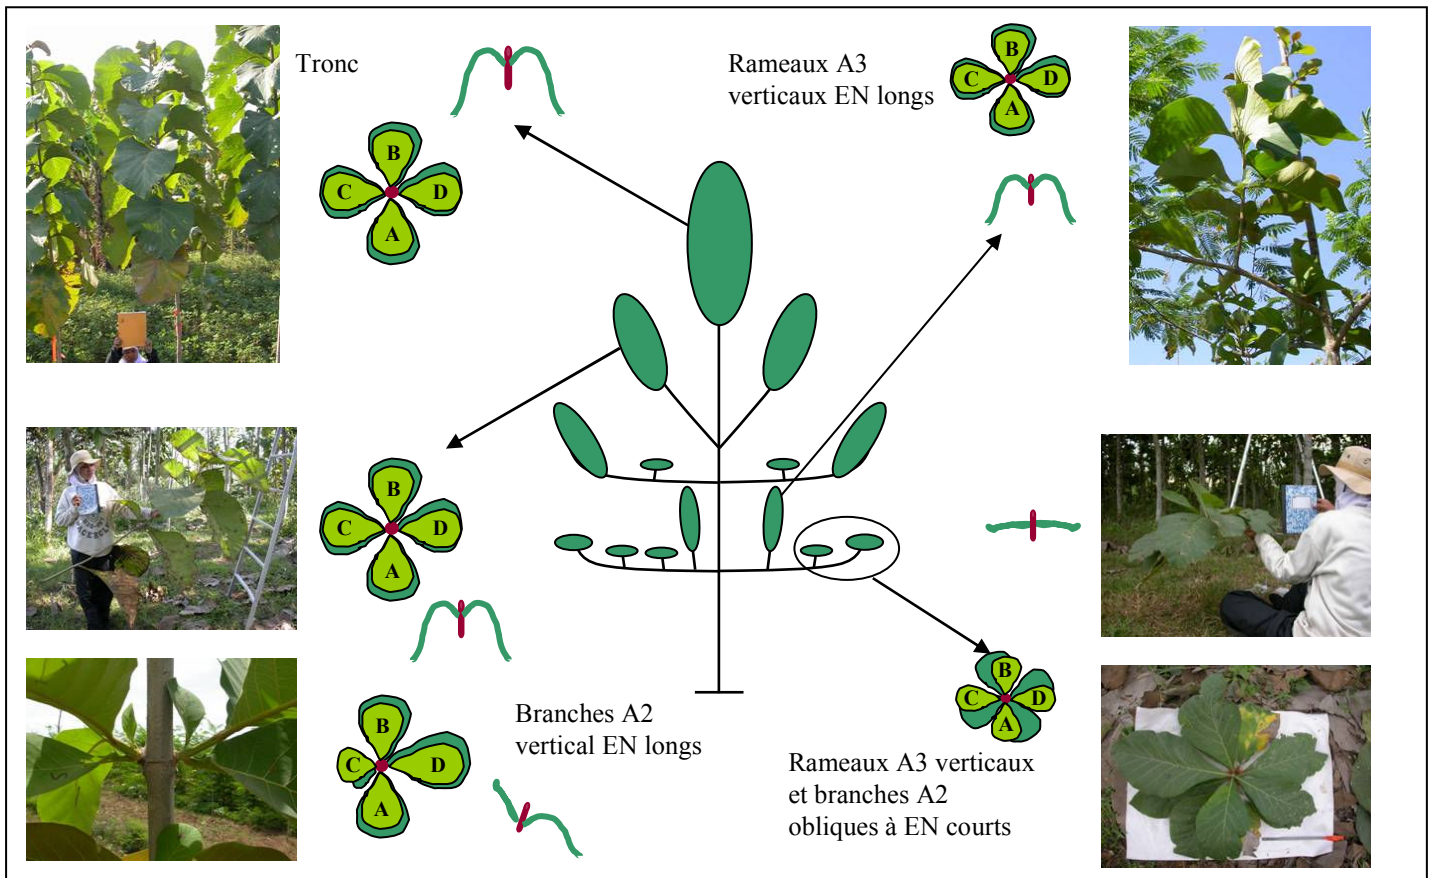 Tronc
B
C D
A
Rameaux A3
verticaux EN longs
B
C D
A
B
C D
A
Branches A2
vertical EN longs
B
C D
A
B
C D
A
Rameaux A3 verticaux
et branches A2
obliques à EN courts